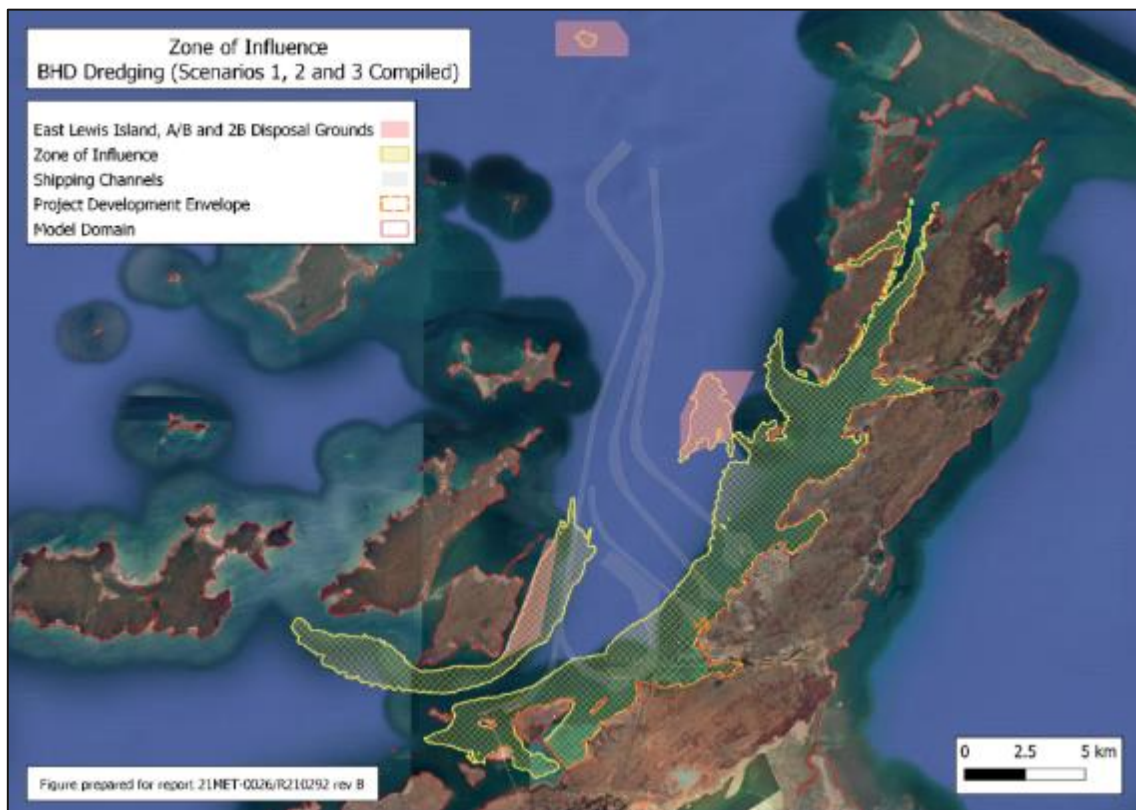 Zone of Influence
BHD Dredging (Scenarios 1, 2 and 3 Compiled)
East Lewis Island, A/B and 2B Disposal Grounds
Zone of Influence
Shipping Channels
Project Development Envelope
Model Domain
0 2.5 5 km
Figure prepared for report 21MET-0026/R210292 rev B